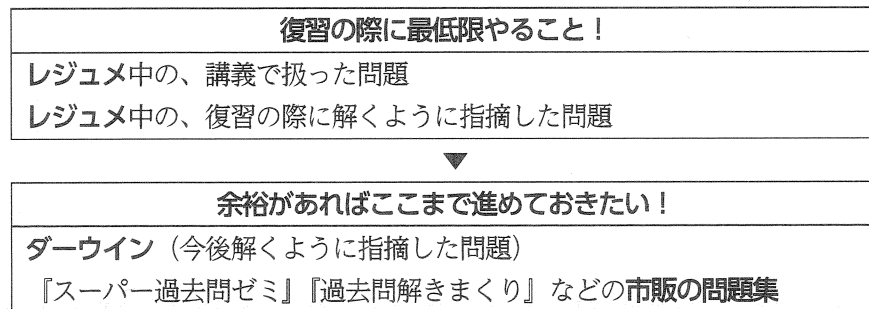 復習の際に最低限やること！
レジュメ中の、講義で扱った問題
レジュメ中の、復習の際に解くように指摘した問題
▼
余裕があればここまで進めておきたい！
ダーウイン（今後解くように指摘した問題）
『スーパー過去問ゼミ』『過去問解きまくり』などの市販の問題集